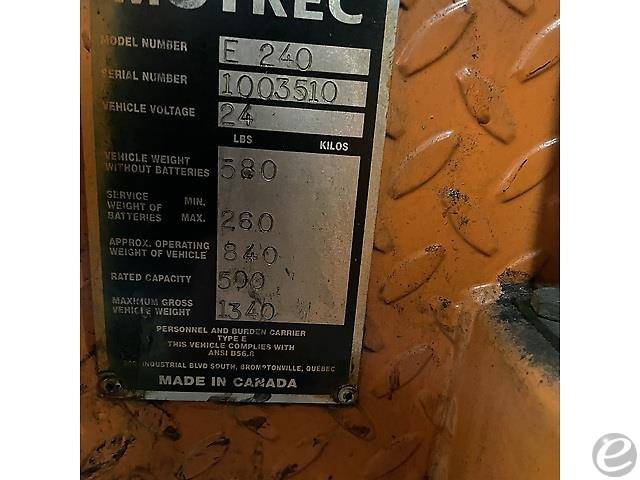 MOTREC
MODEL NUMBER E 240
SERIAL NUMBER 1003510
VEHICLE VOLTAGE 24
LBS KILOS
VEHICLE WEIGHT
WITHOUT BATTERIES 580
SERVICE MIN.
WEIGHT OF
BATTERIES MAX. 260
APPROX. OPERATING
WEIGHT OF VEHICLE 840
RATED CAPACITY 500
MAXIMUM GROSS
VEHICLE WEIGHT 1340
PERSONNEL AND BURDEN CARRIER
TYPE E
THIS VEHICLE COMPLIES WITH
ANSI B56.8
INDUSTRIAL BLVD SOUTH, BROMPTONVILLE, QUEBEC
MADE IN CANADA
e